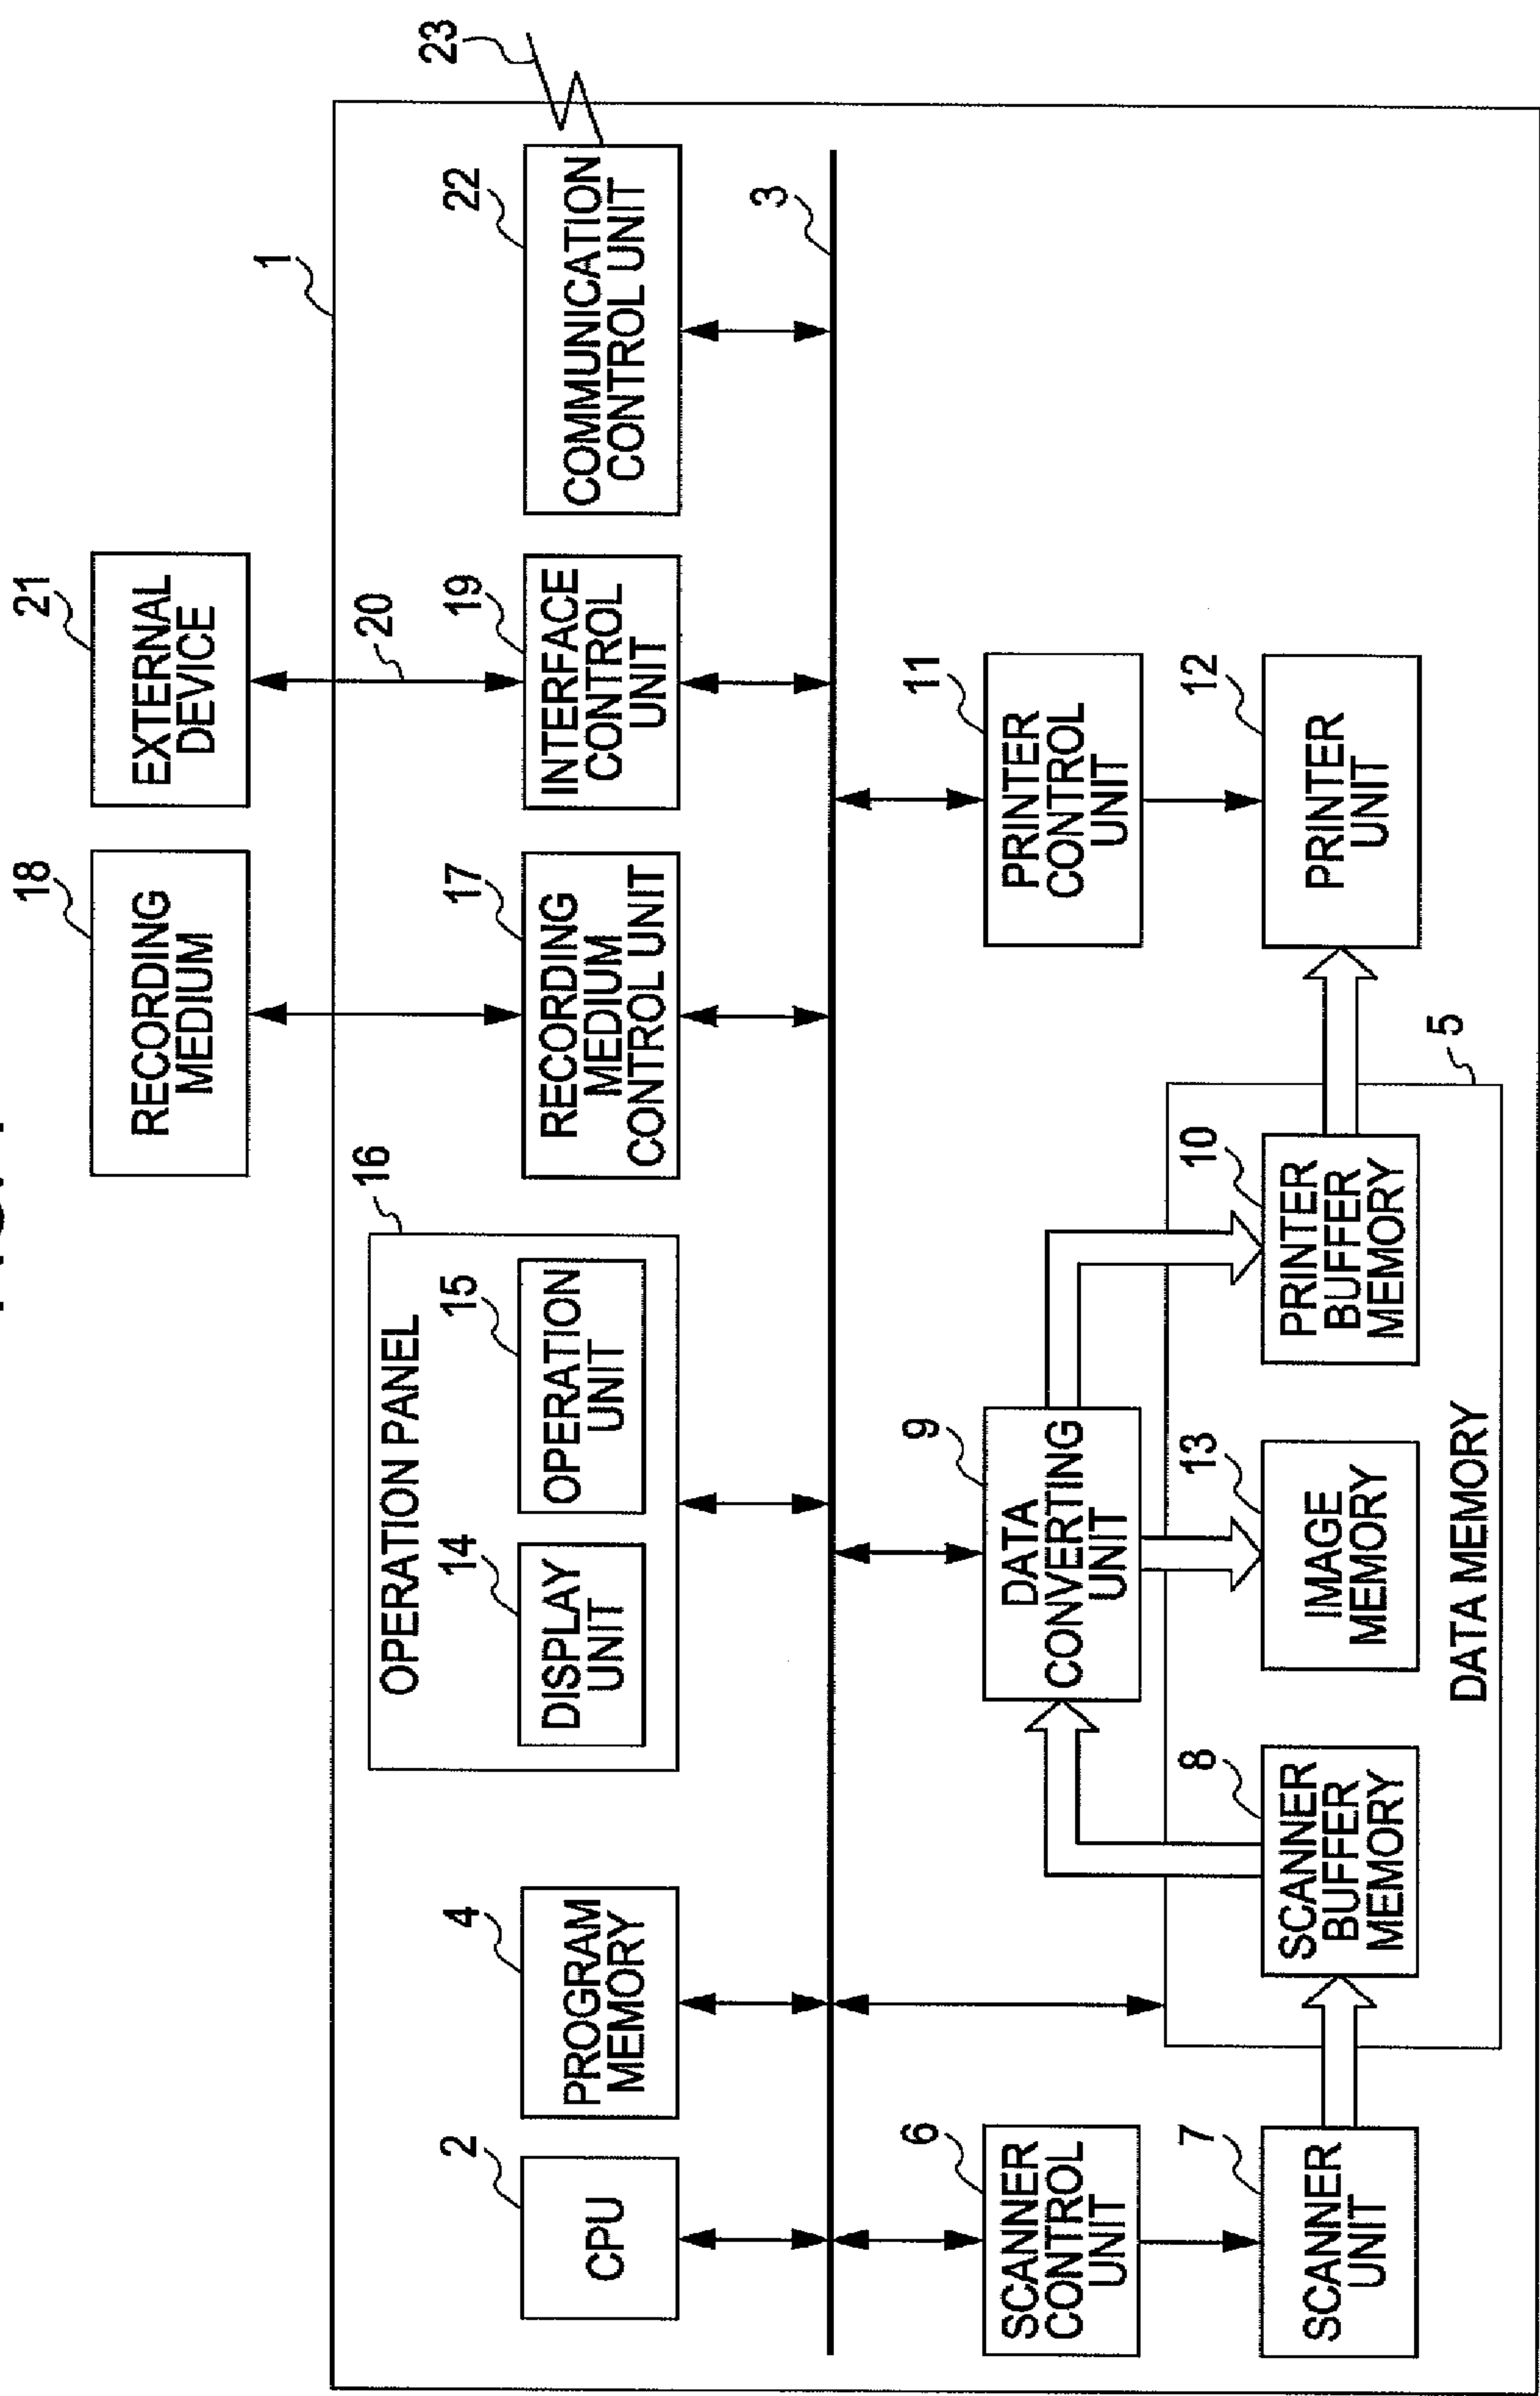 1
23
21
EXTERNAL
DEVICE
18
RECORDING
MEDIUM
20
16
OPERATION PANEL
14
DISPLAY
UNIT
15
OPERATION
UNIT
2
CPU
4
PROGRAM
MEMORY
17
RECORDING
MEDIUM
CONTROL UNIT
19
INTERFACE
CONTROL
UNIT
22
COMMUNICATION
CONTROL UNIT
3
6
SCANNER
CONTROL
UNIT
9
DATA
CONVERTING
UNIT
11
PRINTER
CONTROL
UNIT
7
SCANNER
UNIT
8
SCANNER
BUFFER
MEMORY
13
IMAGE
MEMORY
10
PRINTER
BUFFER
MEMORY
12
PRINTER
UNIT
5
DATA MEMORY